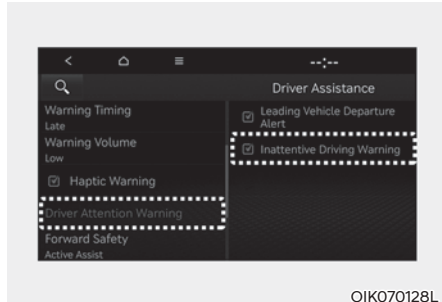 --:--
Driver Assistance
Warning Timing
Late
Warning Volume
Low
Haptic Warning
Driver Attention Warning
Forward Safety
Active Assist
Leading Vehicle Departure
Alert
Inattentive Driving Warning
OIK070128L